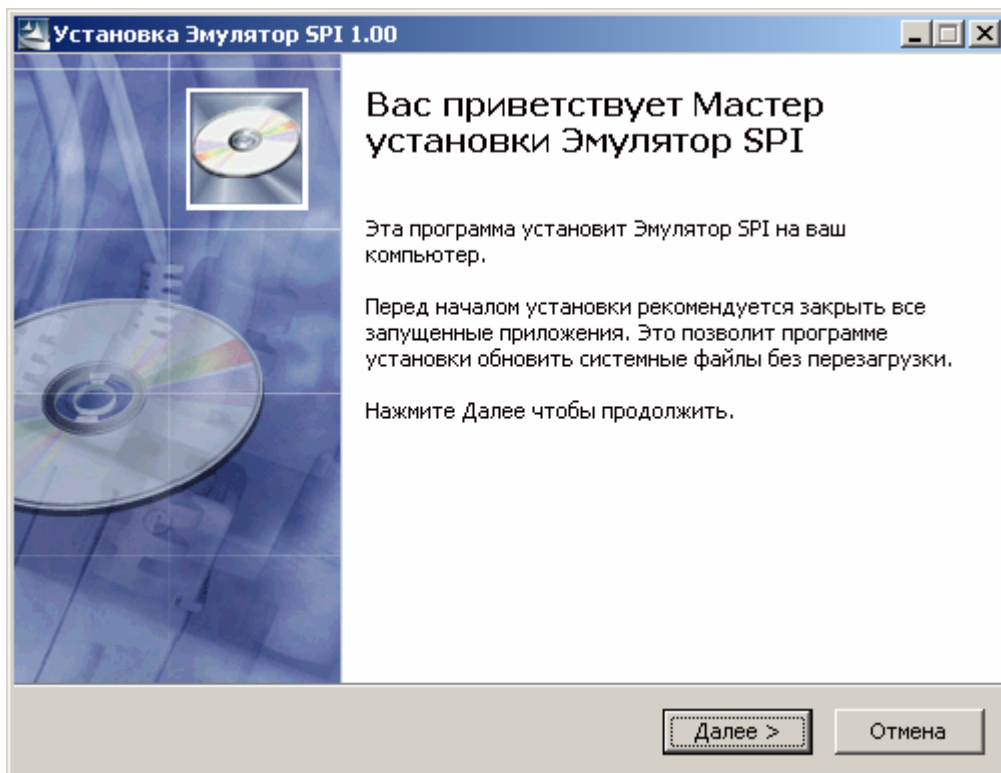 Установка Эмулятор SPI 1.00
Вас приветствует Мастер
установки Эмулятор SPI
Эта программа установит Эмулятор SPI на ваш
компьютер.
Перед началом установки рекомендуется закрыть все
запущенные приложения. Это позволит программе
установки обновить системные файлы без перезагрузки.
Нажмите Далее чтобы продолжить.
Далее >
Отмена